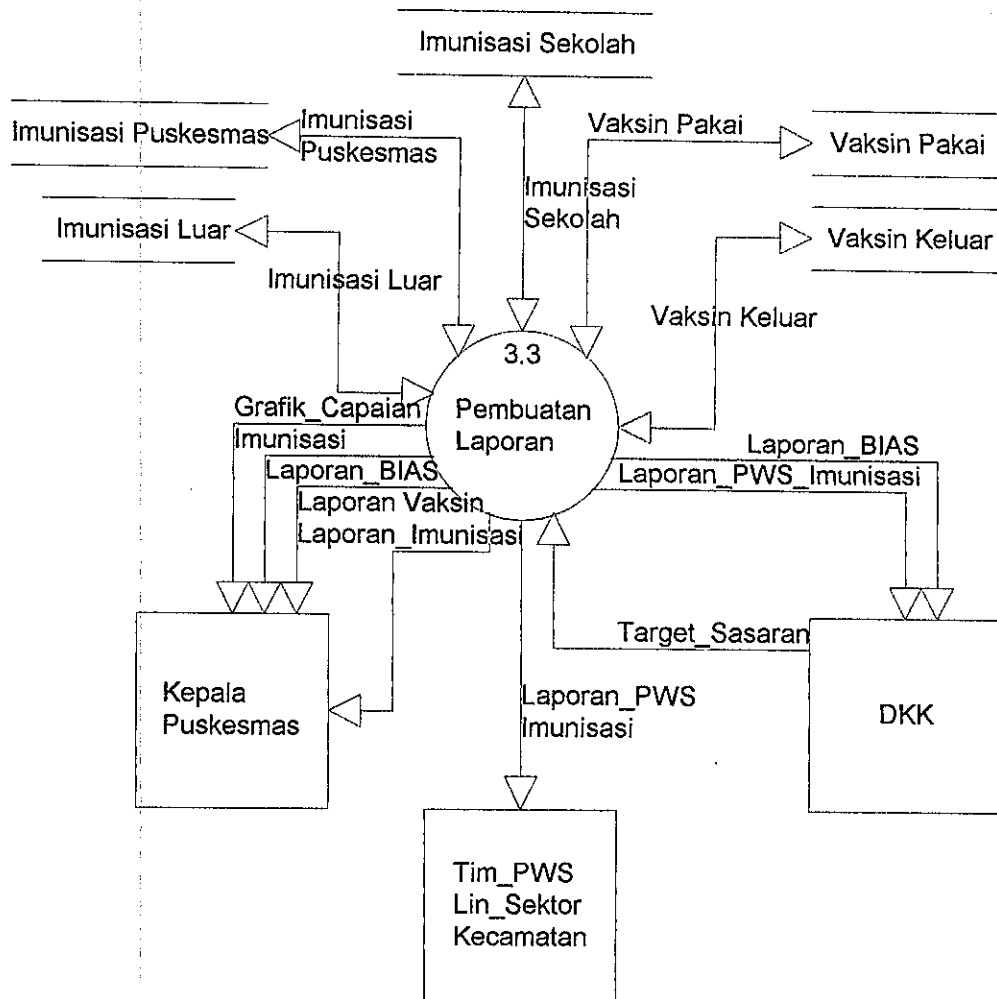 Imunisasi Sekolah
Imunisasi Puskesmas
Imunisasi
Puskesmas
Vaksin Pakai
Vaksin Pakai
Imunisasi
Sekolah
Imunisasi Luar
Vaksin Keluar
Imunisasi Luar
Vaksin Keluar
3.3
Pembuatan
Laporan
Grafik_Capaian
Imunisasi
Laporan_BIAS
Laporan Vaksin
Laporan_Imunisasi
Laporan_BIAS
Laporan_PWS_Imunisasi
Target_Sasaran
Kepala
Puskesmas
Laporan_PWS
Imunisasi
DKK
Tim_PWS
Lin_Sektor
Kecamatan